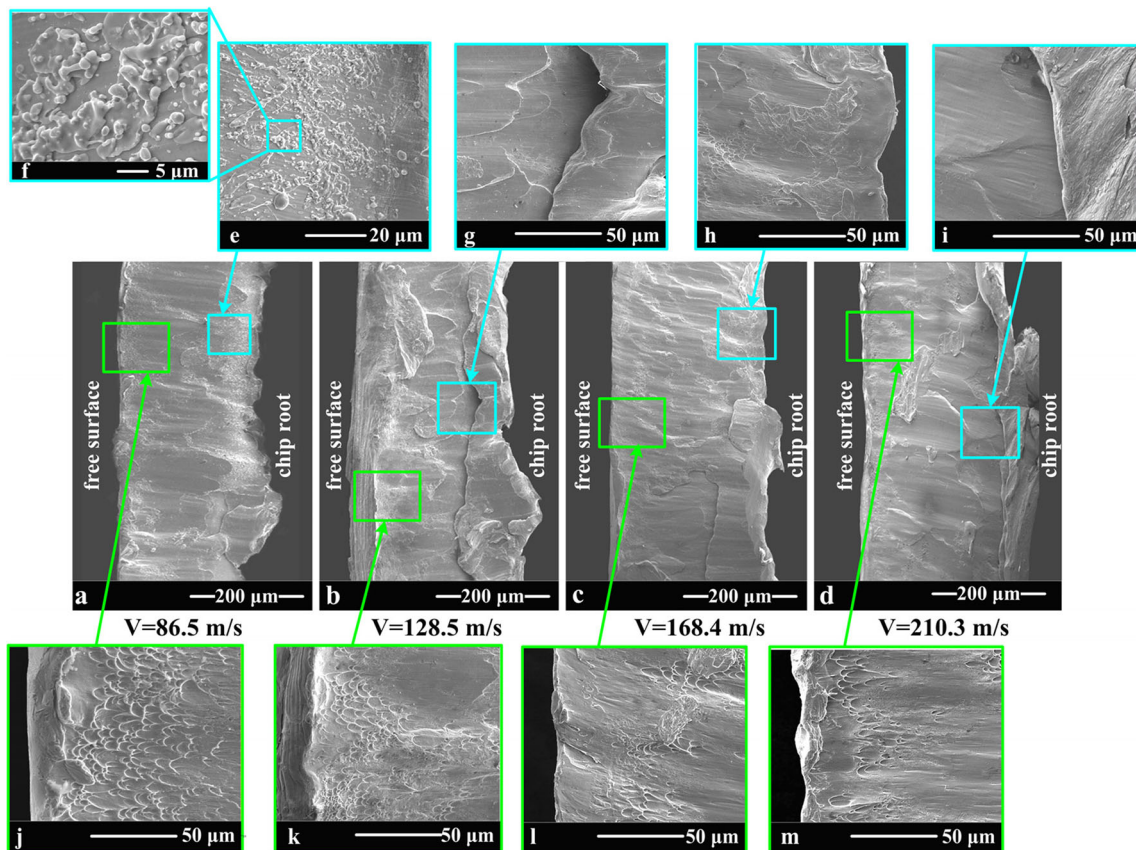 f 5 μm
e 20 μm
g 50 μm
h 50 μm
i 50 μm
free surface
chip root
free surface
chip root
free surface
chip root
free surface
chip root
a 200 μm
b 200 μm
c 200 μm
d 200 μm
V=86.5 m/s
V=128.5 m/s
V=168.4 m/s
V=210.3 m/s
j 50 μm
k 50 μm
l 50 μm
m 50 μm